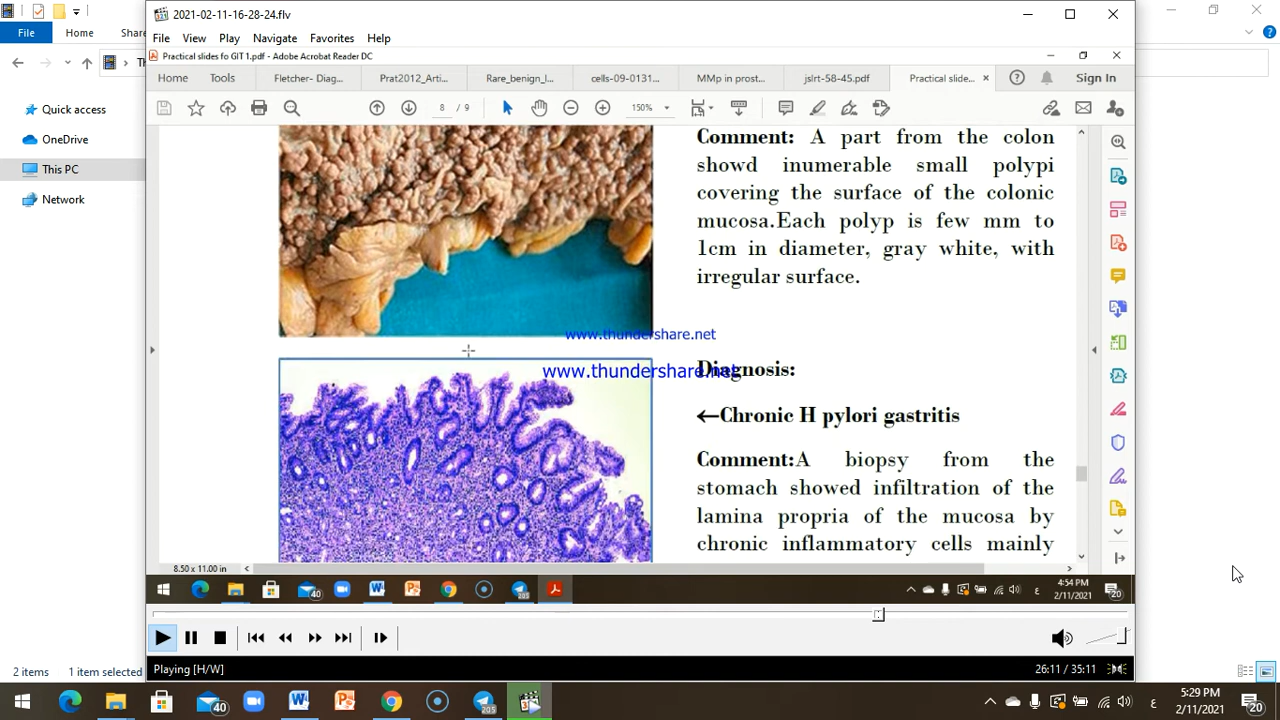 2021-02-11-16-28-24.flv
File View Play Navigate Favorites Help
File Home Share
Practical slides fo GIT 1.pdf - Adobe Acrobat Reader DC
Home Tools Fletcher- Diag... Prat2012_Arti... Rare_benign_l... cells-09-0131... MMp in prost... jslrt-58-45.pdf Practical slide... × Sign In
8 / 9 150%
Quick access
OneDrive
This PC
Network
Comment: A part from the colon
showd inumerable small polypi
covering the surface of the colonic
mucosa.Each polyp is few mm to
1cm in diameter, gray white, with
irregular surface.
www.thundershare.net
www.thundershare.net
Diagnosis:
←Chronic H pylori gastritis
Comment:A biopsy from the
stomach showed infiltration of the
lamina propria of the mucosa by
chronic inflammatory cells mainly
8.50 x 11.00 in
40 205 ع 4:54 PM
2/11/2021 20
Playing [H/W] 26:11 / 35:11
2 items 1 item selected
40 205 ع 5:29 PM
2/11/2021 20